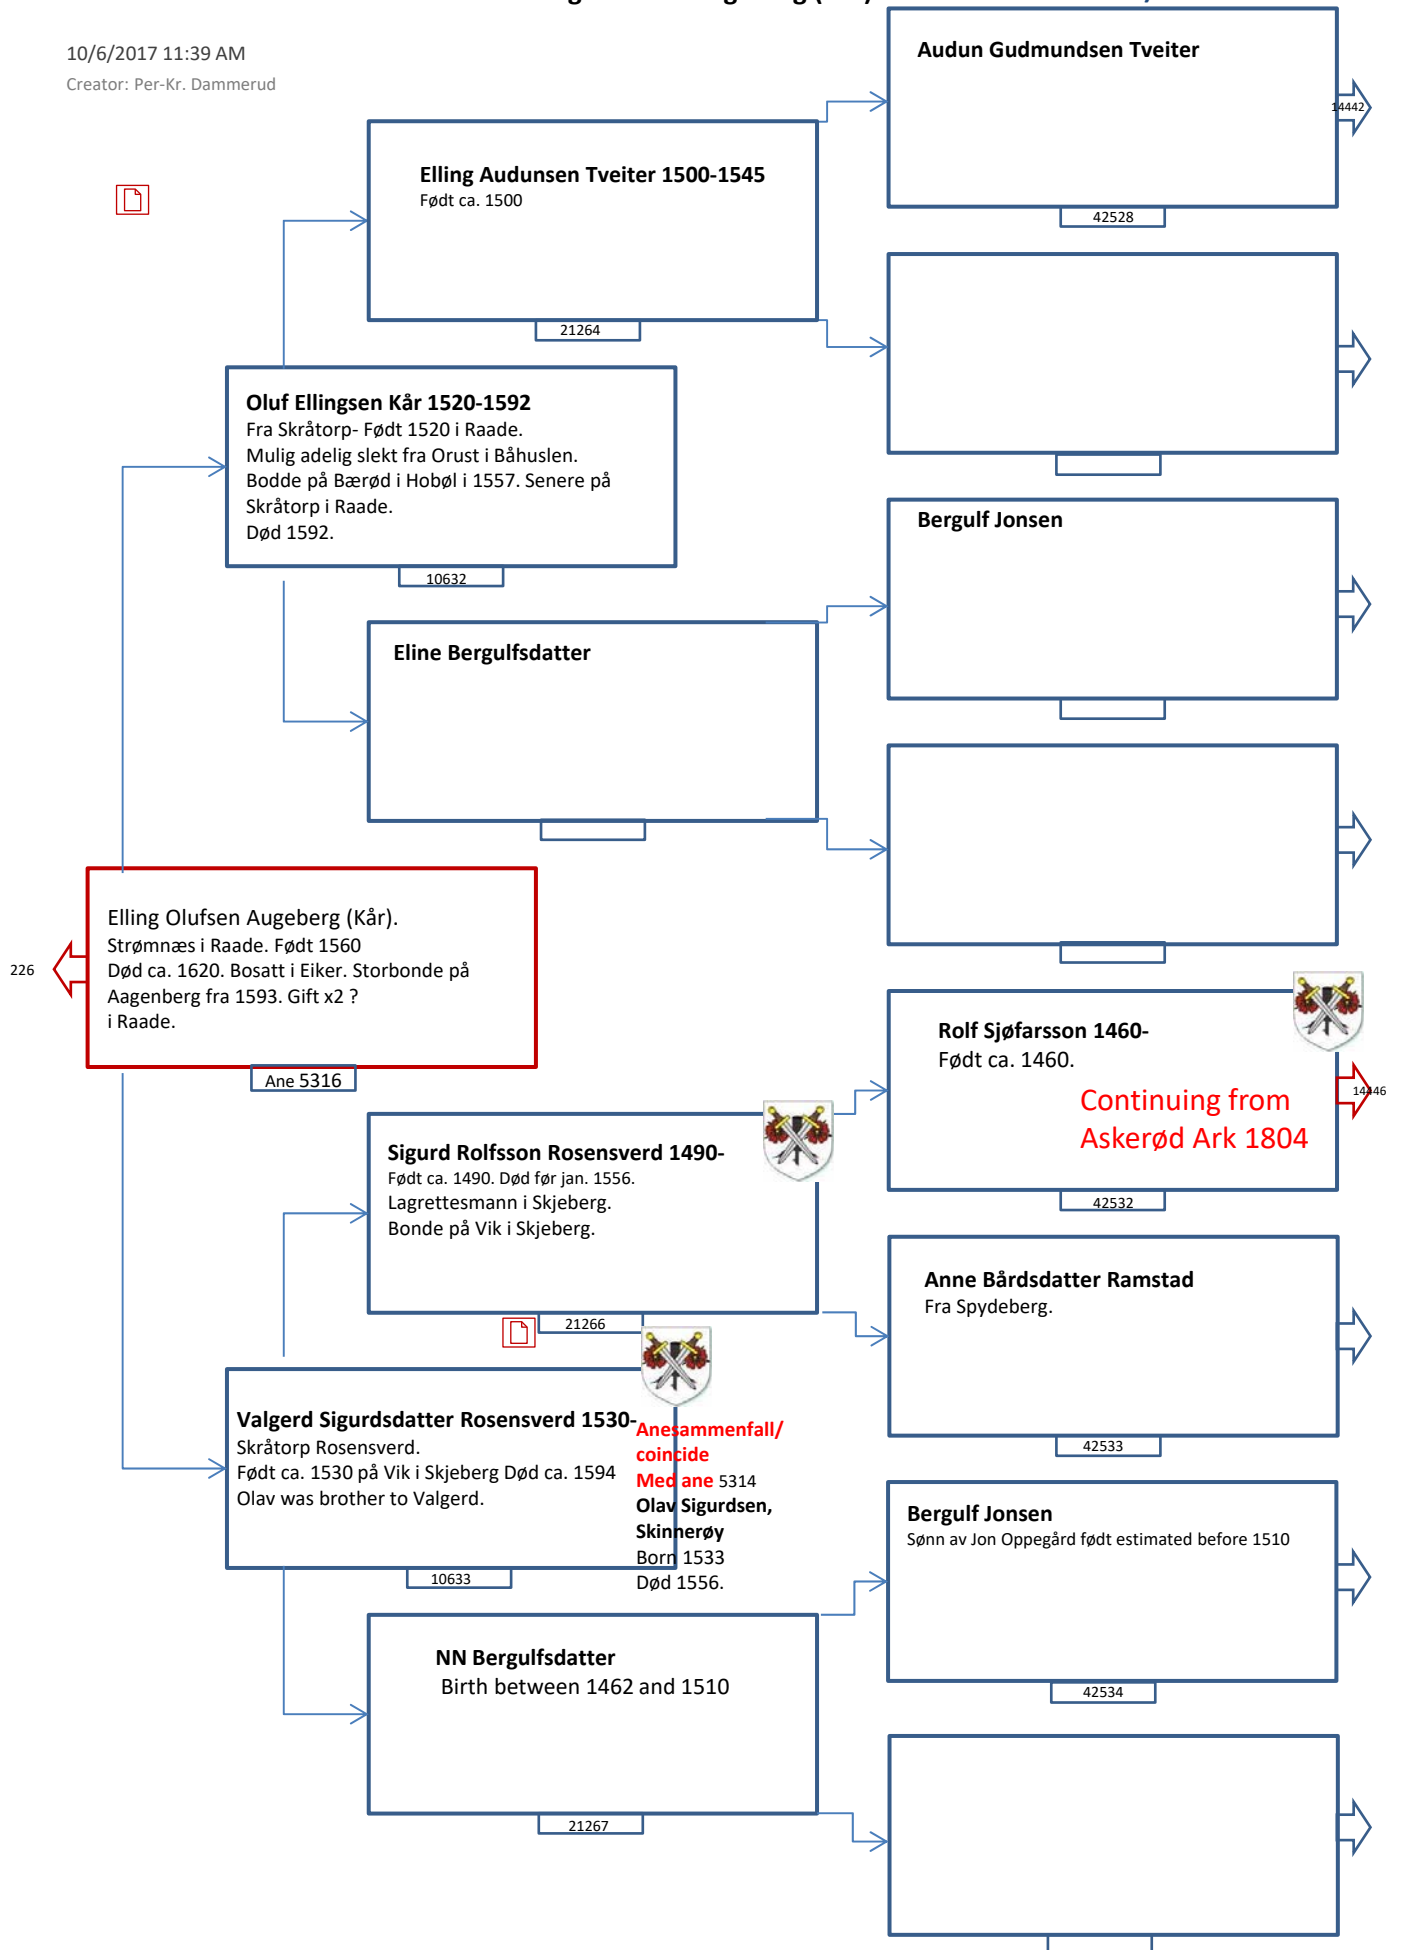 10/6/2017 11:39 AM
Creator: Per-Kr. Dammerud
Audun Gudmundsen Tveiter
14442
42528
Elling Audunsen Tveiter 1500-1545
Født ca. 1500
21264
Oluf Ellingsen Kår 1520-1592
Fra Skråtorp- Født 1520 i Raade.
Mulig adelig slekt fra Orust i Båhuslen.
Bodde på Bærød i Hobøl i 1557. Senere på
Skråtorp i Raade.
Død 1592.
10632
Bergulf Jonsen
Eline Bergulfsdatter
Elling Olufsen Augeberg (Kår).
Strømnæs i Raade. Født 1560
Død ca. 1620. Bosatt i Eiker. Storbonde på
Aagenberg fra 1593. Gift x2 ?
i Raade.
226
Ane 5316
Rolf Sjøfarsson 1460-
Født ca. 1460.
Continuing from
Askerød Ark 1804
14446
42532
Sigurd Rolfsson Rosensverd 1490-
Født ca. 1490. Død før jan. 1556.
Lagrettesmann i Skjeberg.
Bonde på Vik i Skjeberg.
21266
Anne Bårdsdatter Ramstad
Fra Spydeberg.
42533
Valgerd Sigurdsdatter Rosensverd 1530-
Skråtorp Rosensverd.
Født ca. 1530 på Vik i Skjeberg Død ca. 1594
Olav was brother to Valgerd.
10633
Anesammenfall/
coincide
Med ane 5314
Olav Sigurdsen,
Skinnerøy
Born 1533
Død 1556.
Bergulf Jonsen
Sønn av Jon Oppegård født estimated before 1510
42534
NN Bergulfsdatter
Birth between 1462 and 1510
21267